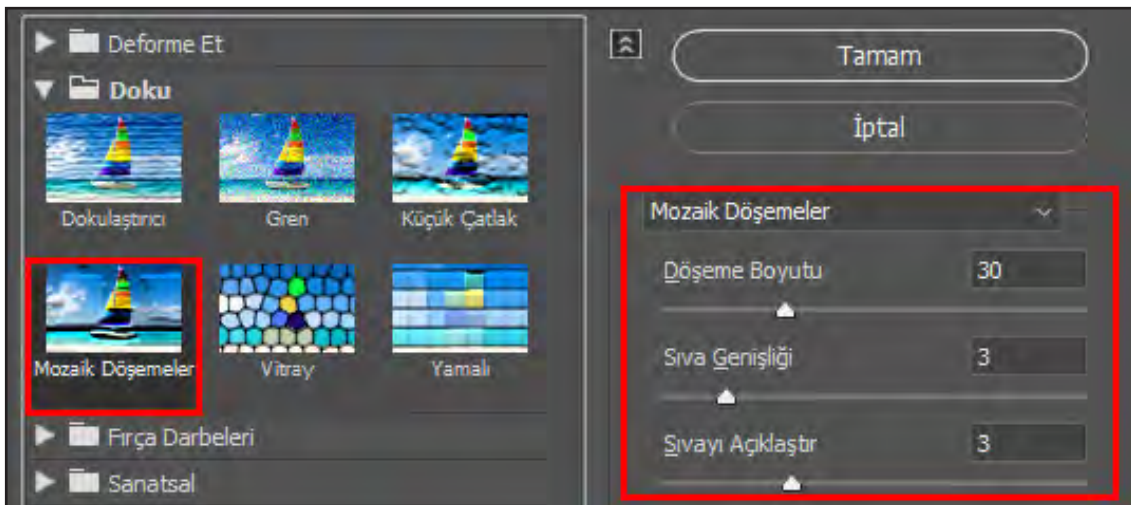 Deforme Et
Doku
Dokulaştırıcı Gren Küçük Çatlak
Mozaik Döşemeler Vitray Yamalı
Fırça Darbeleri
Sanatsal
Tamam
İptal
Mozaik Döşemeler
Döşeme Boyutu 30
Sıva Genişliği 3
Sıvayı Açıklaştır 3